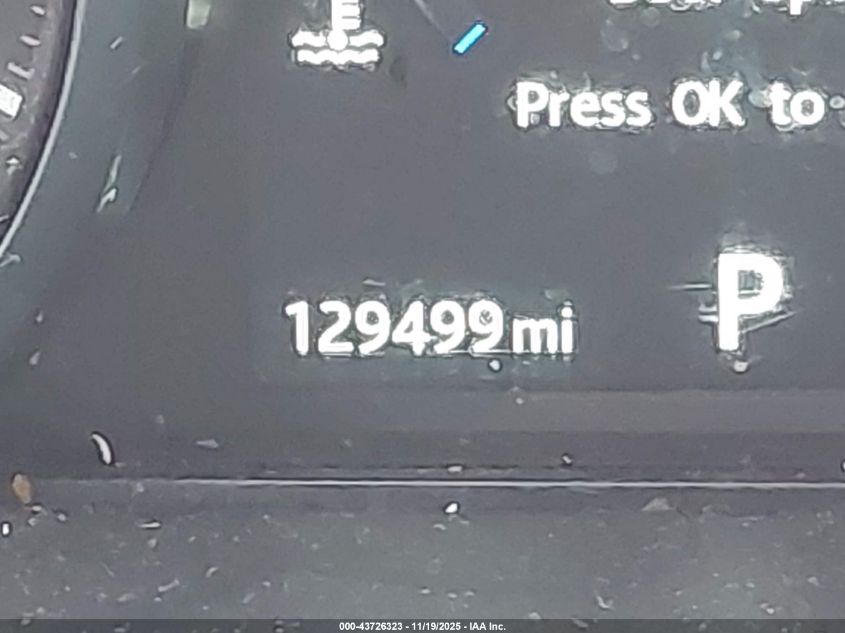 Press OK to
129499mi
P
000-43726323 - 11/19/2025 - IAA Inc.